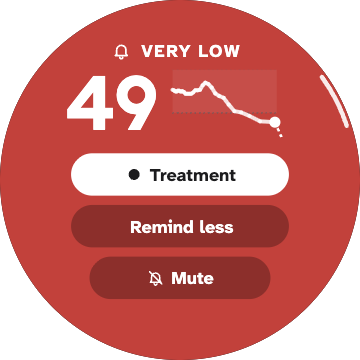 VERY LOW
49
Treatment
Remind less
Mute